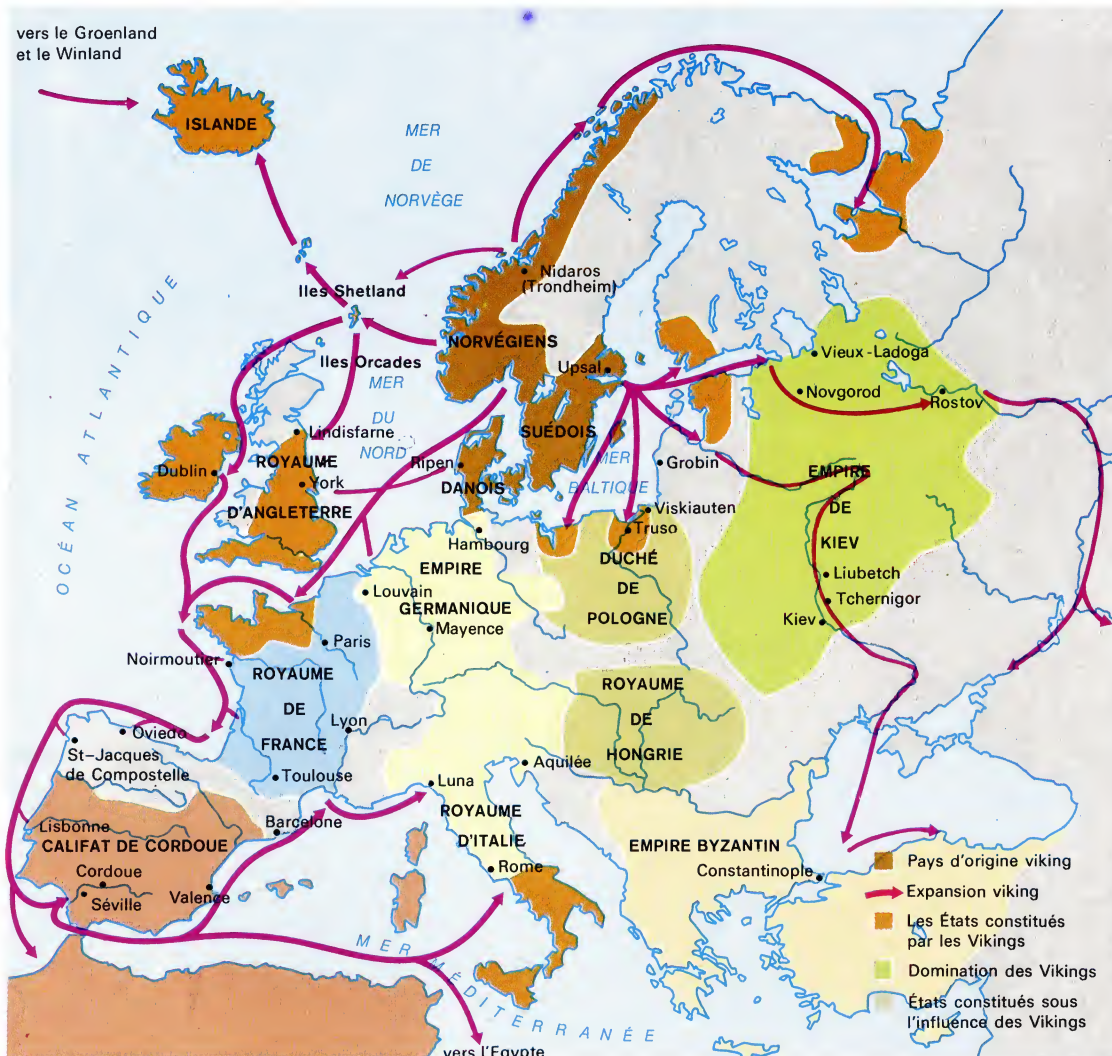 vers le Groenland
et le Winland
ISLANDE
MER
DE
NORVÈGE
OCÉAN ATLANTIQUE
Iles Shetland
Nidaros
(Trondheim)
NORVÉGIENS
Iles Orcades
MER
DU
NORD
Upsal
Vieux-Ladoga
Novgorod
Rostov
SUÉDOIS
Lindisfarne
Dublin
ROYAUME
York
D'ANGLETERRE
Ripen
DANOIS
MER
BALTIQUE
Grobin
EMPIRE
DE
KIEV
Viskiauten
Truso
Hambourg
DUCHÉ
DE
POLOGNE
EMPIRE
GERMANIQUE
Louvain
Mayence
Liubetch
Tchernigor
Kiev
Paris
Noirmoutier
ROYAUME
DE
FRANCE
Lyon
Toulouse
ROYAUME
DE
HONGRIE
Oviedo
St-Jacques
de Compostelle
Aquilée
Luna
ROYAUME
D'ITALIE
Rome
Barcelone
Lisbonne
CALIFAT DE CORDOUE
Cordoue
Séville
Valence
EMPIRE BYZANTIN
Constantinople
MER MÉDITERRANÉE
vers l'Egypte
Pays d'origine viking
Expansion viking
Les États constitués
par les Vikings
Domination des Vikings
États constitués sous
l'influence des Vikings